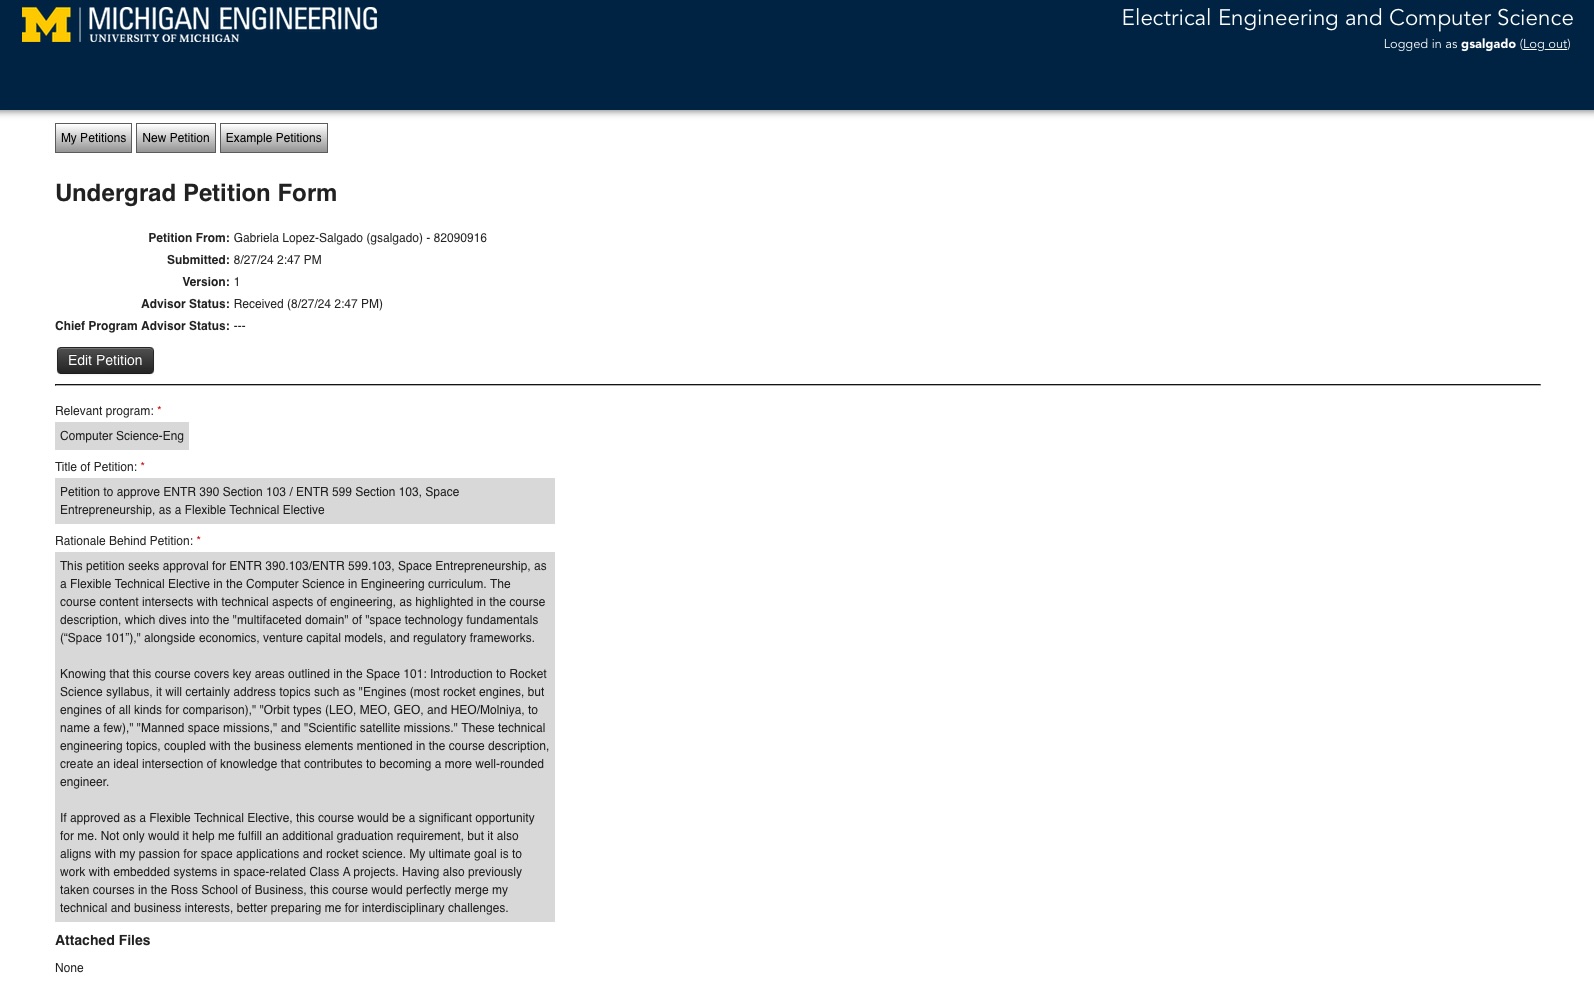 MICHIGAN ENGINEERING
UNIVERSITY OF MICHIGAN
Electrical Engineering and Computer Science
Logged in as gsalgado (Log out)
My Petitions
New Petition
Example Petitions
Undergrad Petition Form
Petition From: Gabriela Lopez-Salgado (gsalgado) - 82090916
Submitted: 8/27/24 2:47 PM
Version: 1
Advisor Status: Received (8/27/24 2:47 PM)
Chief Program Advisor Status: ---
Edit Petition
Relevant program: *
Computer Science-Eng
Title of Petition: *
Petition to approve ENTR 390 Section 103 / ENTR 599 Section 103, Space
Entrepreneurship, as a Flexible Technical Elective
Rationale Behind Petition: *
This petition seeks approval for ENTR 390.103/ENTR 599.103, Space Entrepreneurship, as
a Flexible Technical Elective in the Computer Science in Engineering curriculum. The
course content intersects with technical aspects of engineering, as highlighted in the course
description, which dives into the "multifaceted domain" of "space technology fundamentals
(“Space 101”)," alongside economics, venture capital models, and regulatory frameworks.
Knowing that this course covers key areas outlined in the Space 101: Introduction to Rocket
Science syllabus, it will certainly address topics such as "Engines (most rocket engines, but
engines of all kinds for comparison)," "Orbit types (LEO, MEO, GEO, and HEO/Molniya, to
name a few)," "Manned space missions," and "Scientific satellite missions." These technical
engineering topics, coupled with the business elements mentioned in the course description,
create an ideal intersection of knowledge that contributes to becoming a more well-rounded
engineer.
If approved as a Flexible Technical Elective, this course would be a significant opportunity
for me. Not only would it help me fulfill an additional graduation requirement, but it also
aligns with my passion for space applications and rocket science. My ultimate goal is to
work with embedded systems in space-related Class A projects. Having also previously
taken courses in the Ross School of Business, this course would perfectly merge my
technical and business interests, better preparing me for interdisciplinary challenges.
Attached Files
None